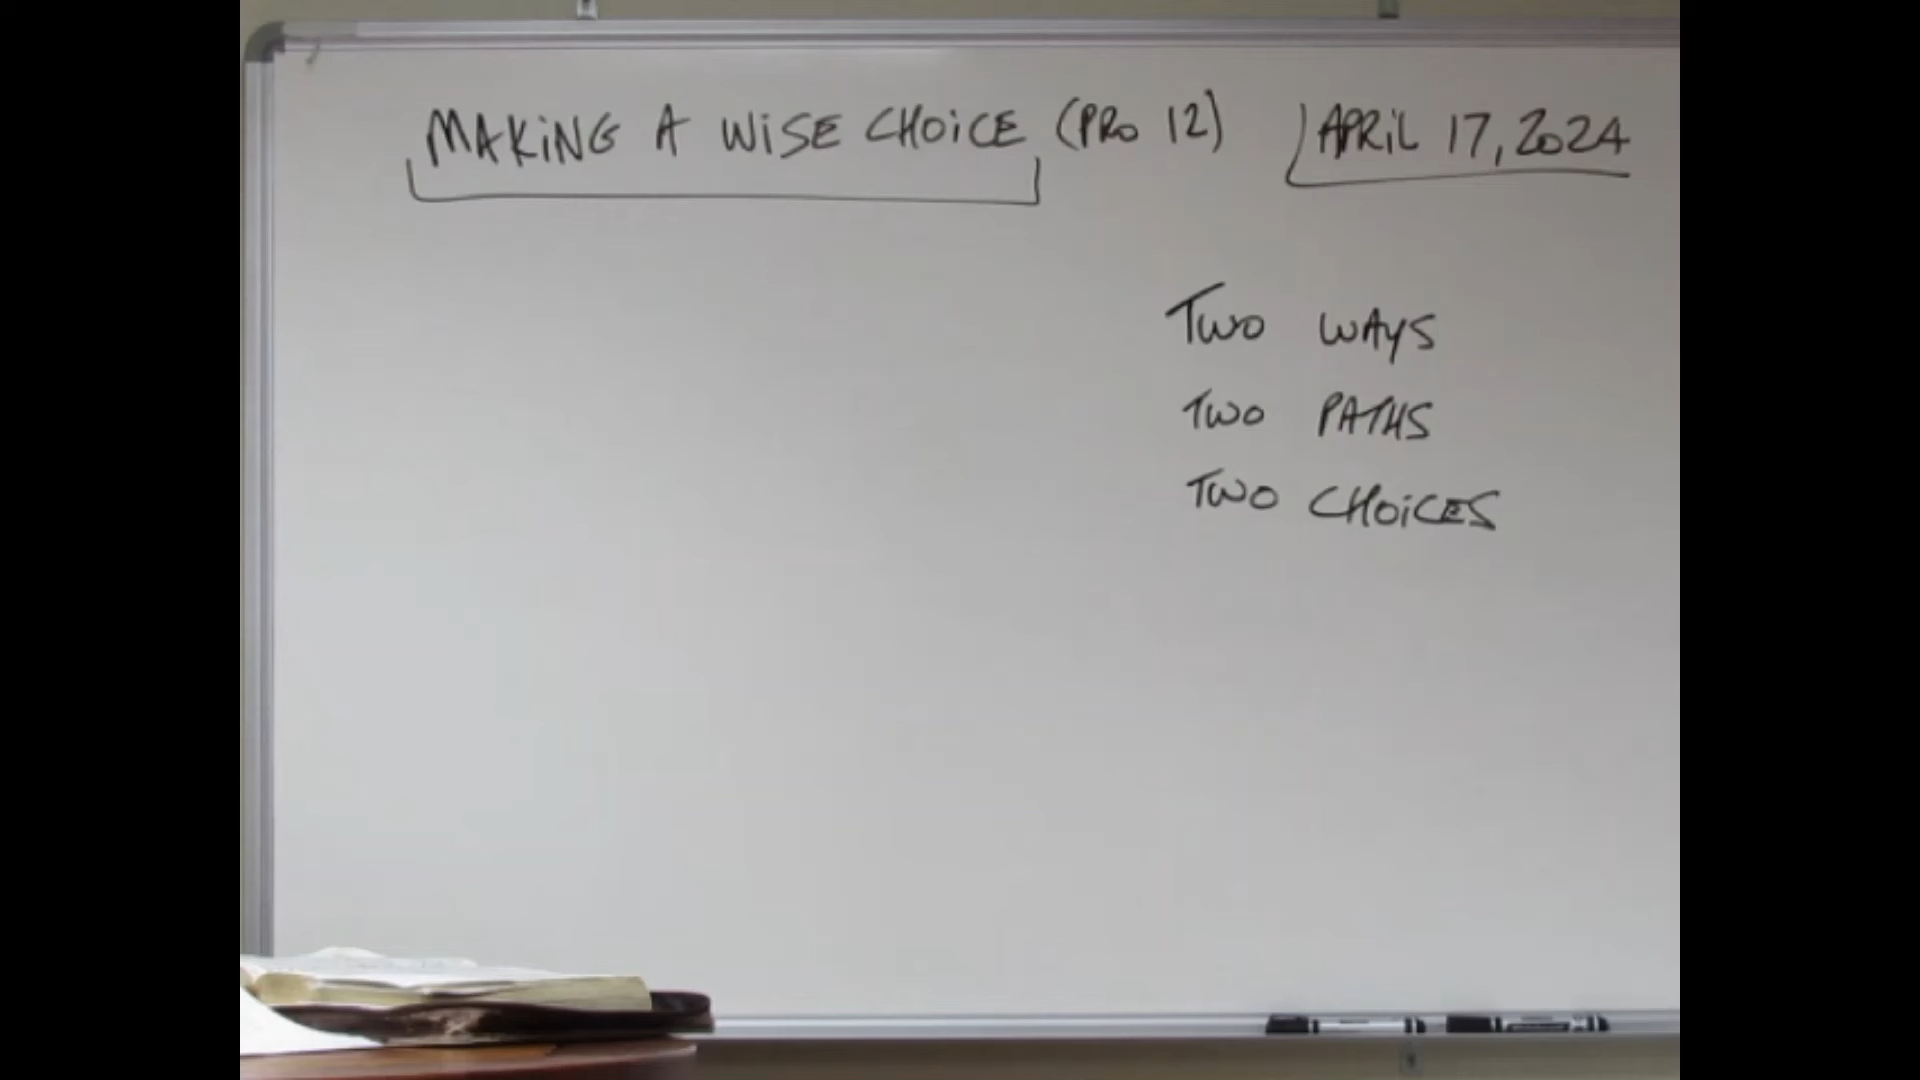 MAKiNG A WiSE CHOiCE (PRO 12) APRiL 17, 2024
TWO WAyS
TWO PATHS
TWO CHOiCES